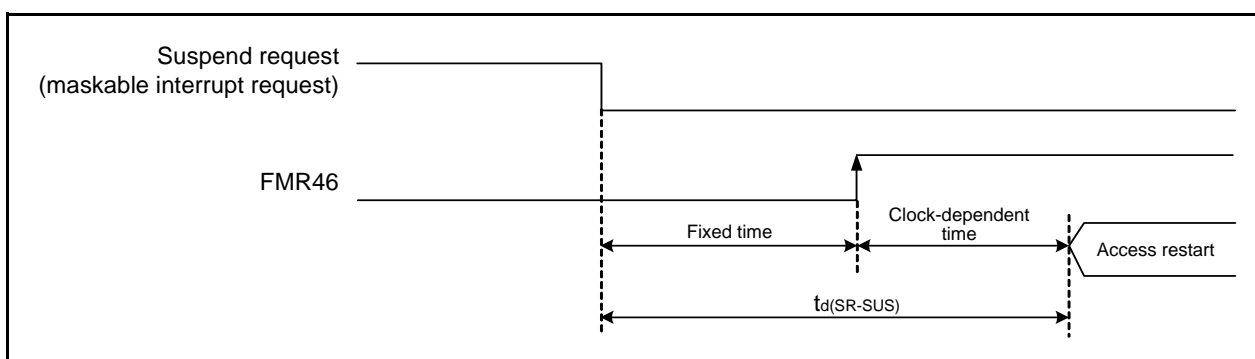 Suspend request
(maskable interrupt request)
FMR46
Fixed time
Clock-dependent
time
Access restart
td(SR-SUS)